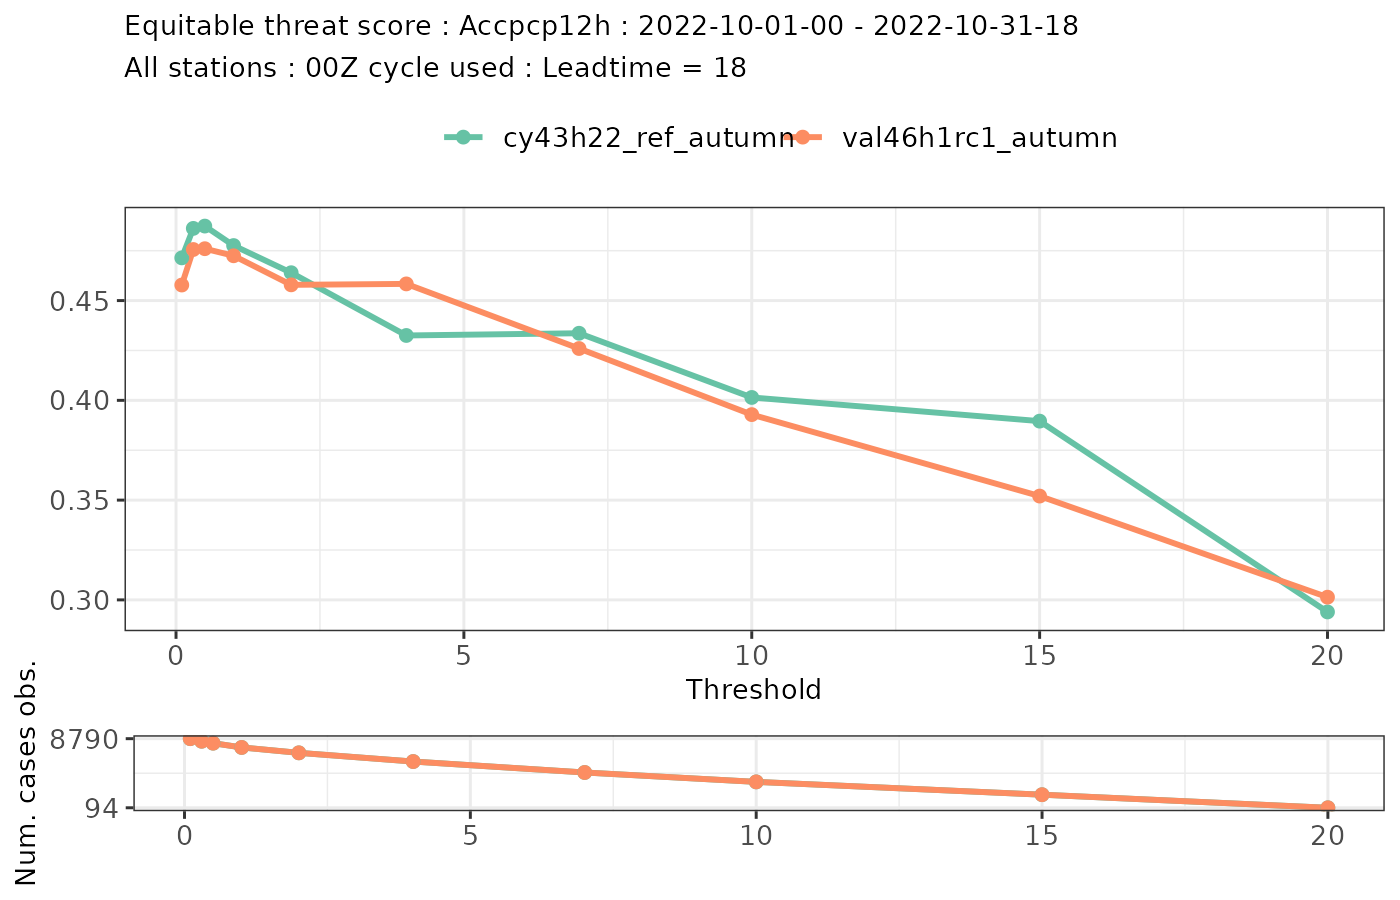 Equitable threat score : Accpcp12h : 2022-10-01-00 - 2022-10-31-18
All stations : 00Z cycle used : Leadtime = 18
cy43h22_ref_autumn val46h1rc1_autumn
0.45
0.40
0.35
0.30
0 5 10 15 20
Threshold
Num. cases obs.
8790
94
0 5 10 15 20